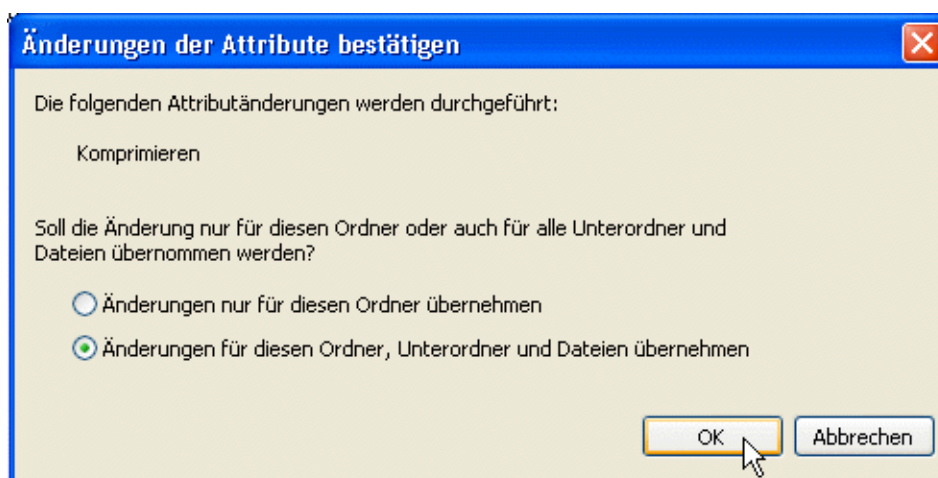 Änderungen der Attribute bestätigen
Die folgenden Attributänderungen werden durchgeführt:
Komprimieren
Soll die Änderung nur für diesen Ordner oder auch für alle Unterordner und
Dateien übernommen werden?
Änderungen nur für diesen Ordner übernehmen
Änderungen für diesen Ordner, Unterordner und Dateien übernehmen
OK Abbrechen